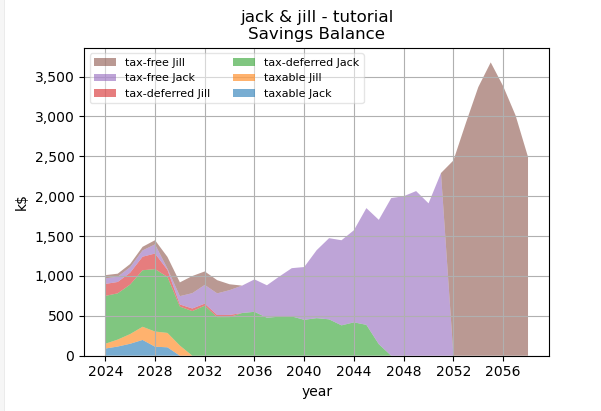 jack & jill - tutorial
Savings Balance
tax-free Jill
tax-free Jack
tax-deferred Jill
tax-deferred Jack
taxable Jill
taxable Jack
k$
3,500
3,000
2,500
2,000
1,500
1,000
500
0
2024 2028 2032 2036 2040 2044 2048 2052 2056
year